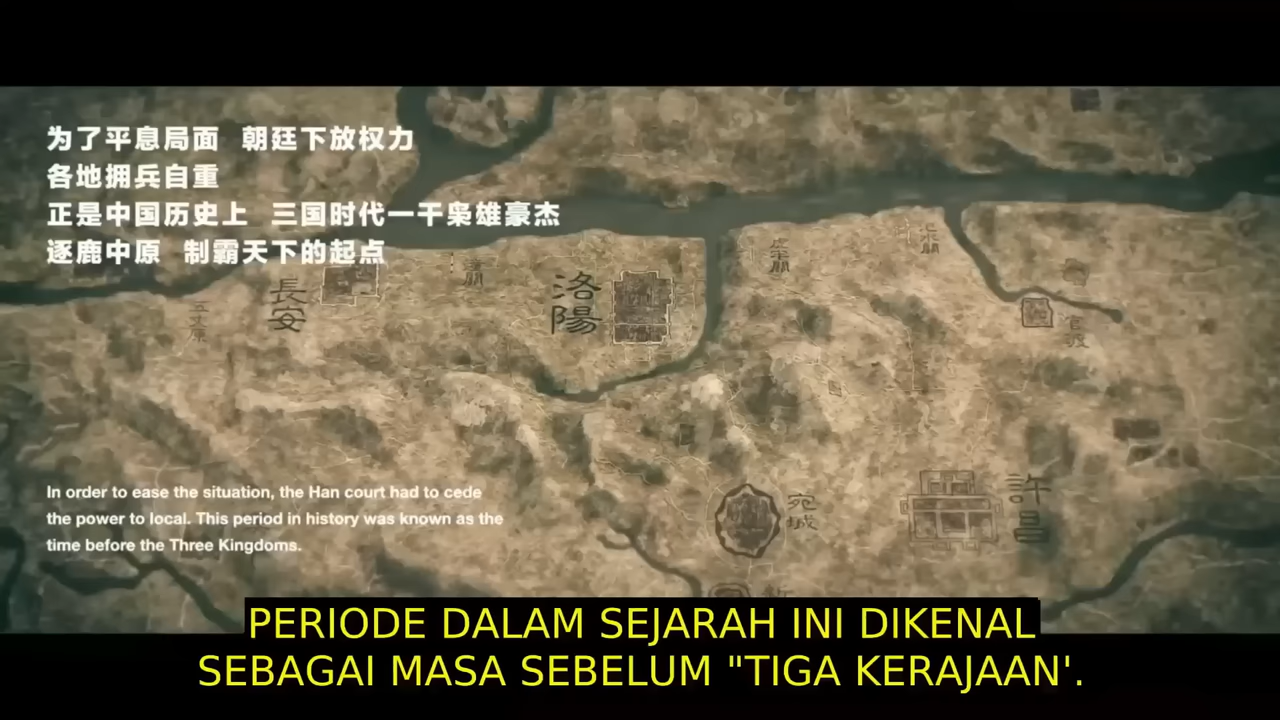 为了平息局面 朝廷下放权力
各地拥兵自重
正是中国历史上 三国时代一干枭雄豪杰
逐鹿中原 制霸天下的起点
長安
洛陽
宛城
許昌
In order to ease the situation, the Han court had to cede
the power to local. This period in history was known as the
time before the Three Kingdoms.
PERIODE DALAM SEJARAH INI DIKENAL
SEBAGAI MASA SEBELUM "TIGA KERAJAAN'.